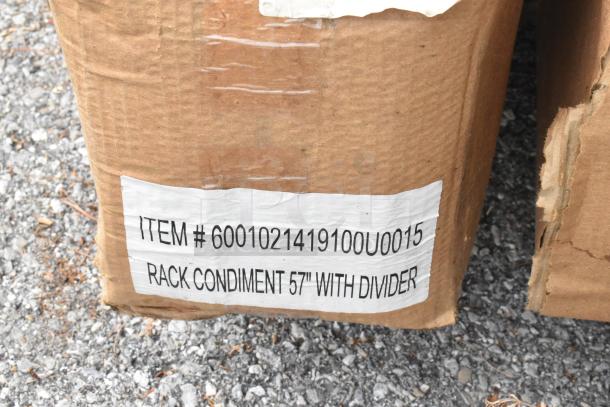 ITEM # 6001021419100U0015
RACK CONDIMENT 57" WITH DIVIDER